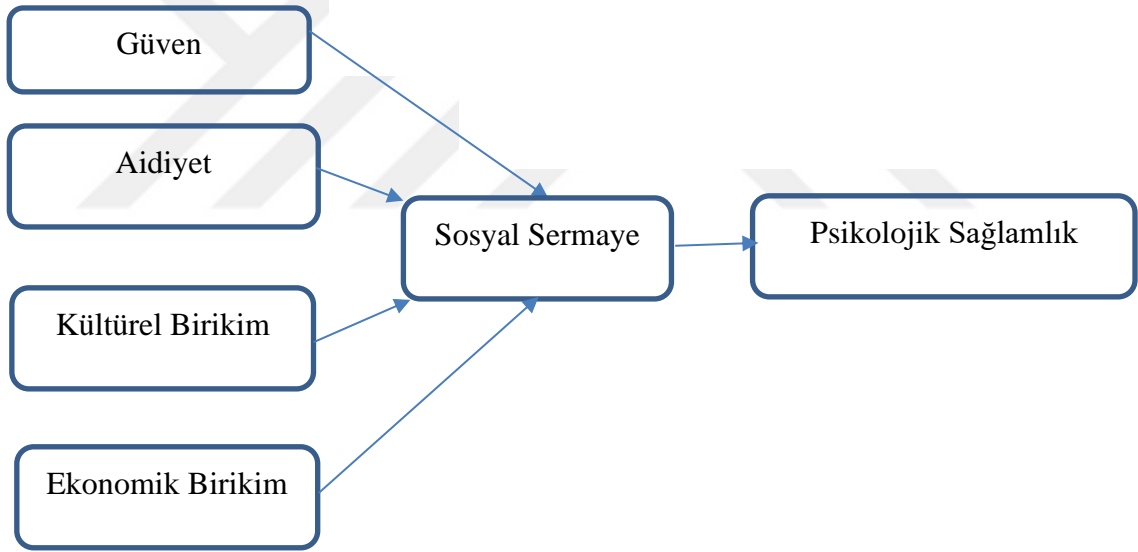 Güven
Aidiyet
Kültürel Birikim
Ekonomik Birikim
Sosyal Sermaye
Psikolojik Sağlamlık